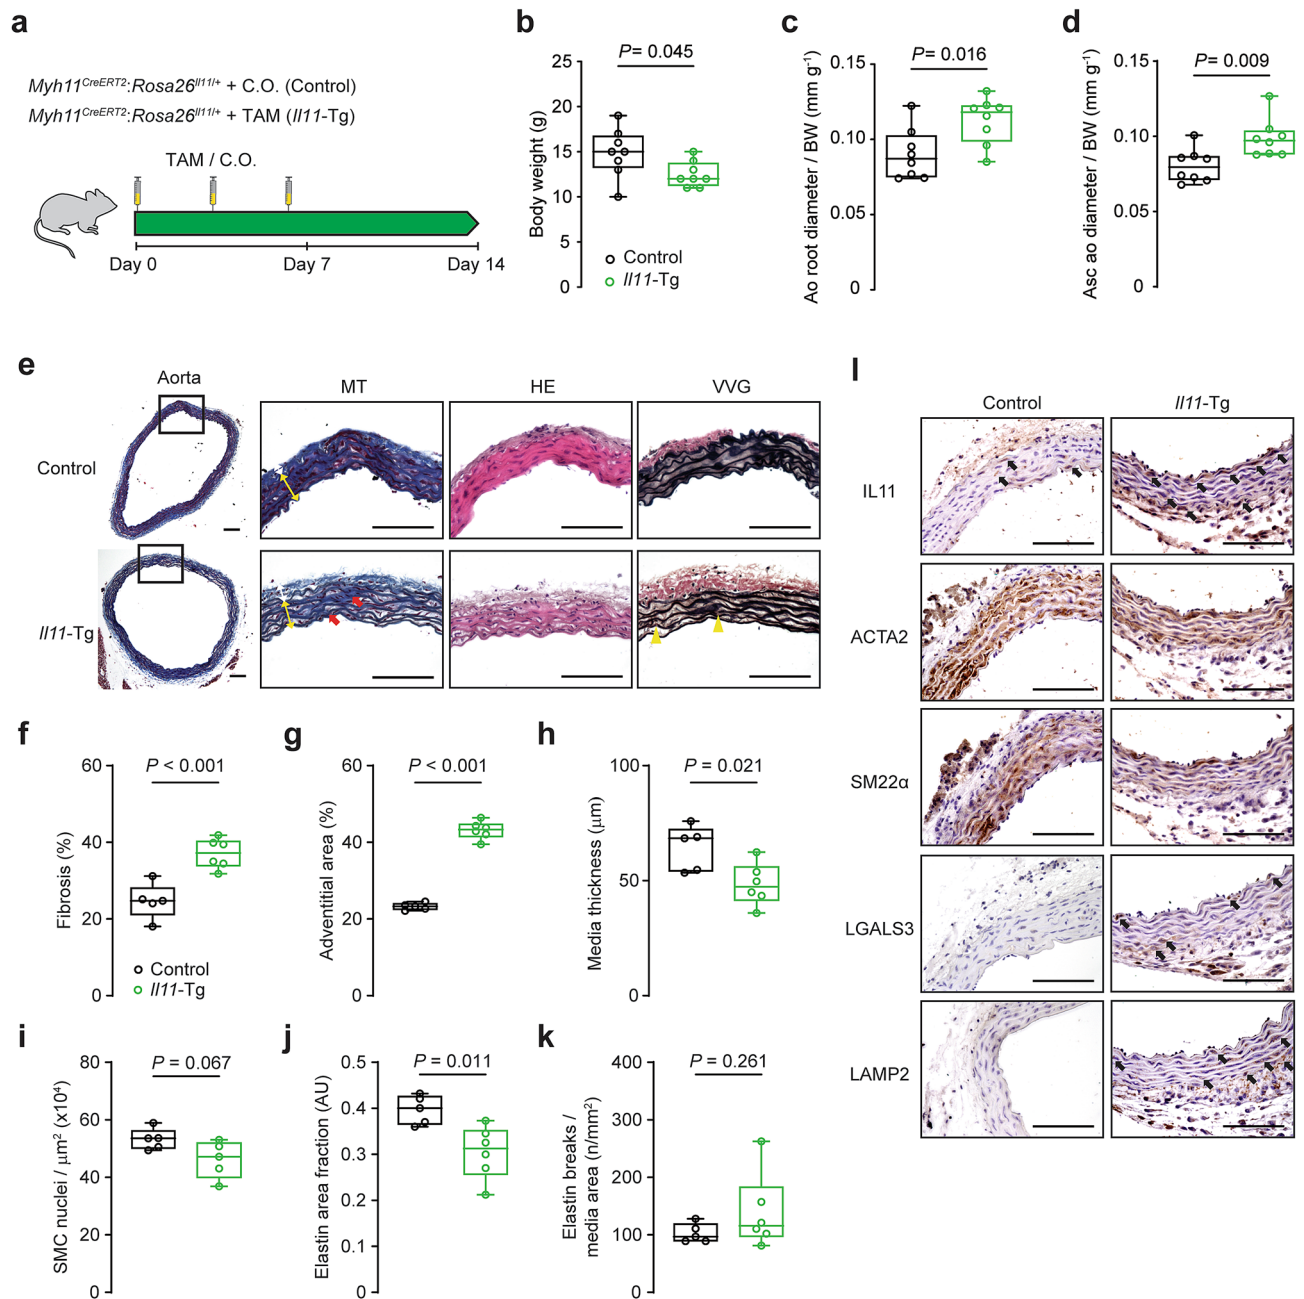 a
Myh11CreERT2:Rosa26Il11/+ + C.O. (Control)
Myh11CreERT2:Rosa26Il11/+ + TAM (Il11-Tg)
TAM / C.O.
Day 0
Day 7
Day 14
b
P= 0.045
Body weight (g)
25
20
15
10
5
0
Control
Il11-Tg
c
P= 0.016
Ao root diameter / BW (mm g-1)
0.15
0.10
0.05
0
d
P= 0.009
Asc ao diameter / BW (mm g-1)
0.15
0.10
0.05
0
e
Aorta
MT
HE
VVG
Control
Il11-Tg
f
P < 0.001
Fibrosis (%)
60
40
20
0
Control
Il11-Tg
g
P < 0.001
Adventitial area (%)
60
40
20
0
h
P = 0.021
Media thickness (μm)
100
50
0
i
P = 0.067
SMC nuclei / μm2 (x104)
80
60
40
20
0
j
P = 0.011
Elastin area fraction (AU)
0.5
0.4
0.3
0.2
0.1
0
k
P = 0.261
Elastin breaks /
media area (n/mm2)
400
300
200
100
0
l
Control
Il11-Tg
IL11
ACTA2
SM22α
LGALS3
LAMP2